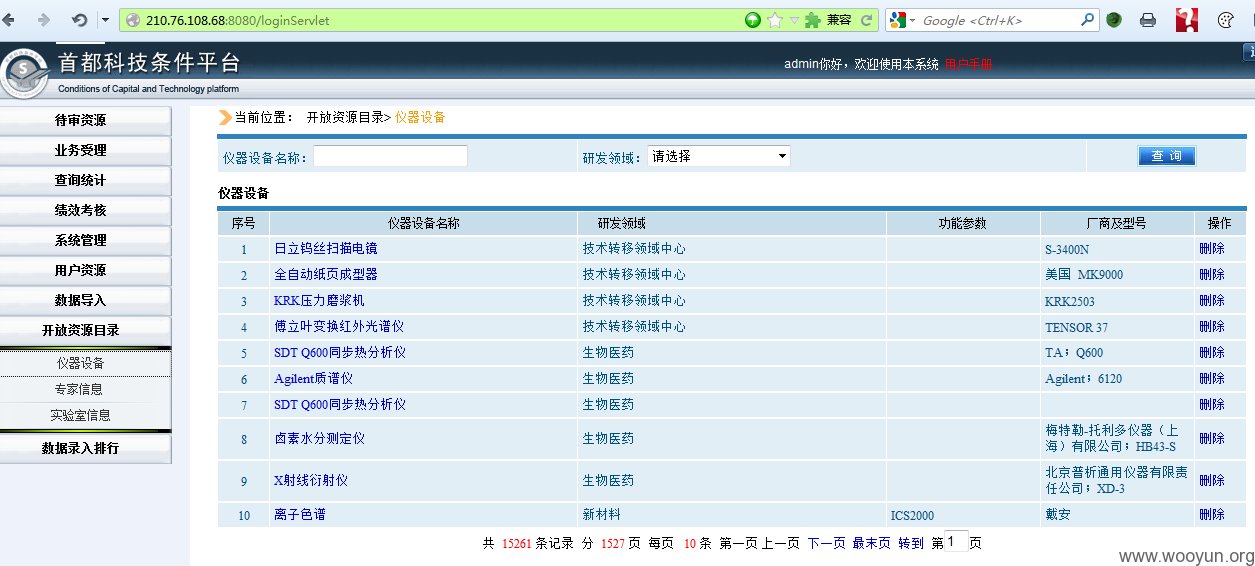 210.76.108.68:8080/loginServlet
兼容
Google <Ctrl+K>
首都科技条件平台
Conditions of Capital and Technology platform
admin你好，欢迎使用本系统 用户手册
待审资源
业务受理
查询统计
绩效考核
系统管理
用户资源
数据导入
开放资源目录
仪器设备
专家信息
实验室信息
数据录入排行
当前位置： 开放资源目录> 仪器设备
仪器设备名称： 研发领域： 请选择 查 询
仪器设备
序号 仪器设备名称 研发领域 功能参数 厂商及型号 操作
1 日立钨丝扫描电镜 技术转移领域中心 S-3400N 删除
2 全自动纸页成型器 技术转移领域中心 美国 MK9000 删除
3 KRK压力磨浆机 技术转移领域中心 KRK2503 删除
4 傅立叶变换红外光谱仪 技术转移领域中心 TENSOR 37 删除
5 SDT Q600同步热分析仪 生物医药 TA；Q600 删除
6 Agilent质谱仪 生物医药 Agilent；6120 删除
7 SDT Q600同步热分析仪 生物医药 删除
8 卤素水分测定仪 生物医药 梅特勒-托利多仪器（上
海）有限公司；HB43-S 删除
9 X射线衍射仪 生物医药 北京普析通用仪器有限责
任公司；XD-3 删除
10 离子色谱 新材料 ICS2000 戴安 删除
共 15261 条记录 分 1527 页 每页 10 条 第一页 上一页 下一页 最末页 转到 第 1 页
www.wooyun.org